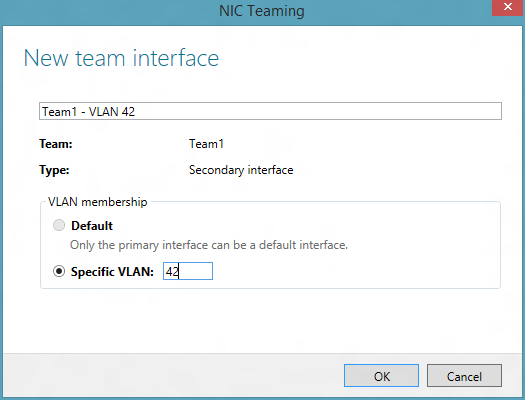 NIC Teaming
New team interface
Team1 - VLAN 42
Team: Team1
Type: Secondary interface
VLAN membership
Default
Only the primary interface can be a default interface.
Specific VLAN: 42
OK Cancel